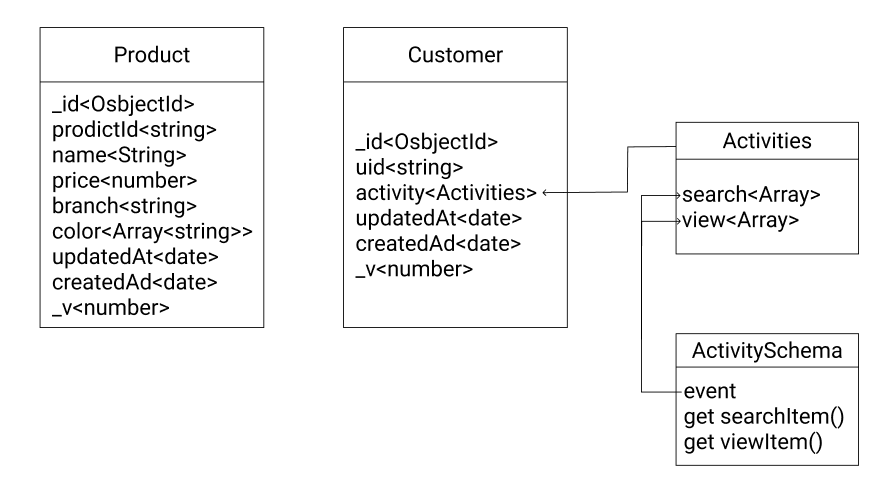 Product
_id<OsbjectId>
prodictId<string>
name<String>
price<number>
branch<string>
color<Array<string>>
updatedAt<date>
createdAd<date>
_v<number>
Customer
_id<OsbjectId>
uid<string>
activity<Activities>
updatedAt<date>
createdAd<date>
_v<number>
Activities
search<Array>
view<Array>
ActivitySchema
event
get searchItem()
get viewItem()